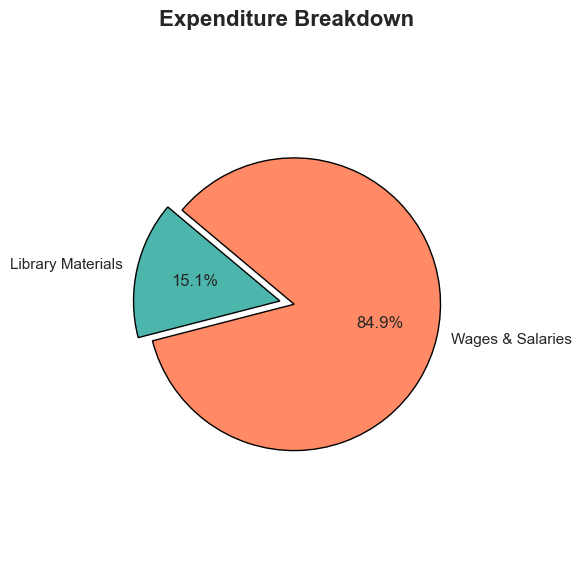 Expenditure Breakdown
Library Materials
15.1%
84.9%
Wages & Salaries